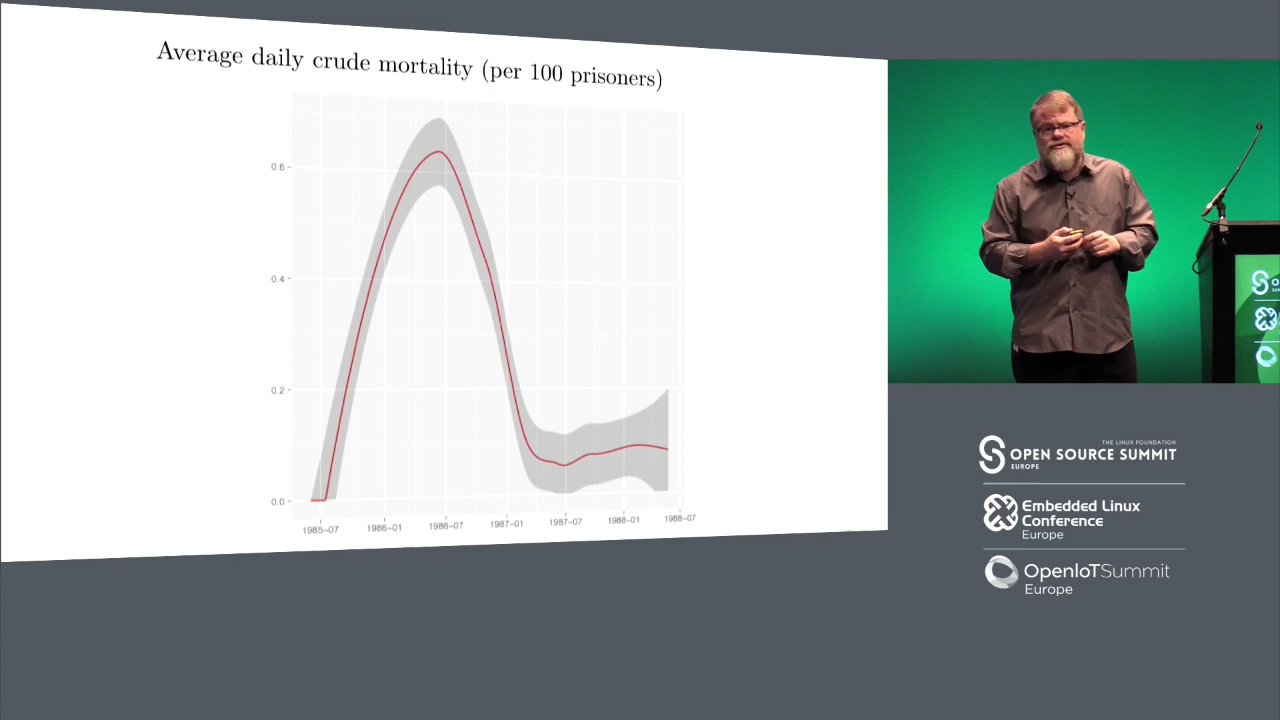 Average daily crude mortality (per 100 prisoners)
0.6
0.4
0.2
0.0
1985-07
1986-01
1986-07
1987-01
1987-07
1988-01
1988-07
THE LINUX FOUNDATION
OPEN SOURCE SUMMIT
EUROPE
Embedded Linux
Conference
Europe
OpenIoTSummit
Europe